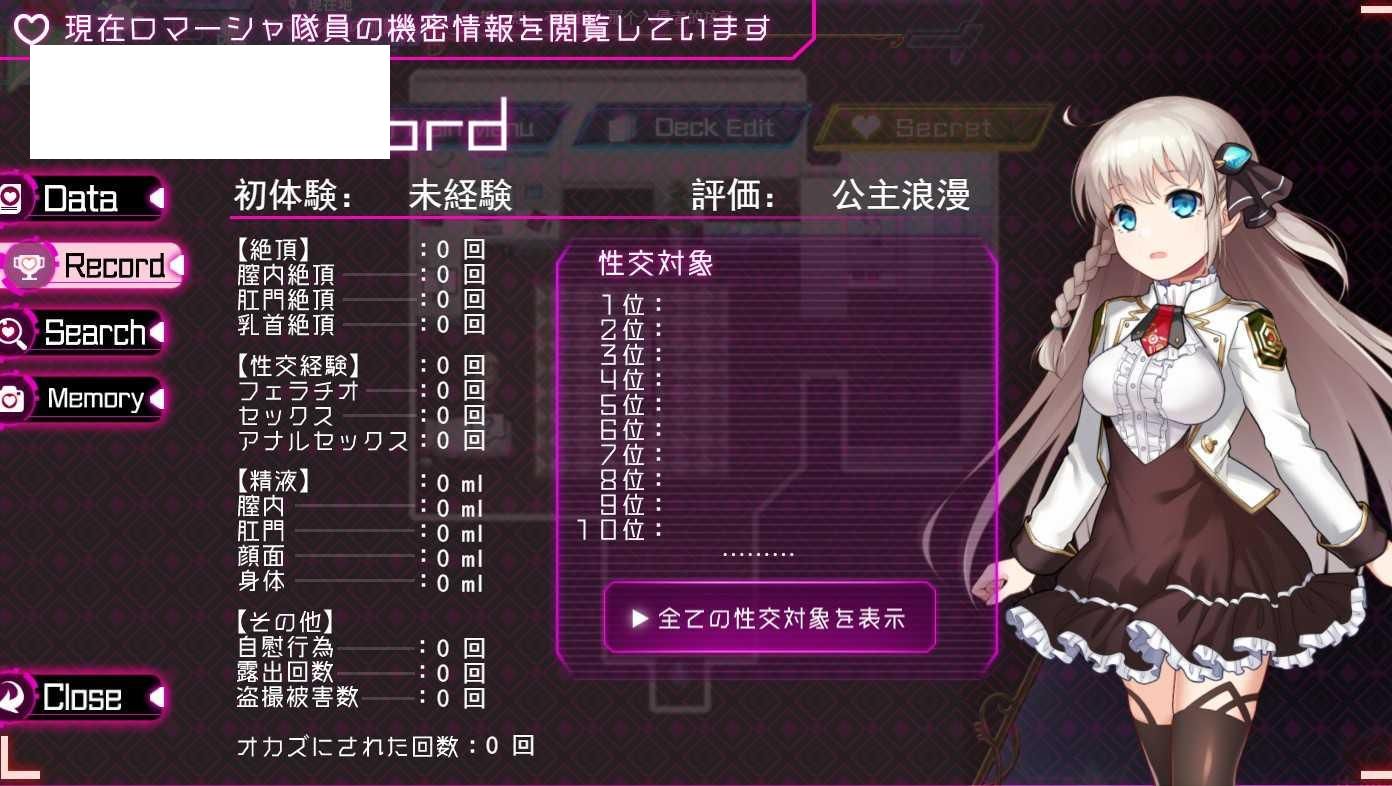 現在ロマーシャ隊員の機密情報を閲覧しています
ord
Main Menu
Deck Edit
Secret
Data
Record
Search
Memory
Close
初体験： 未経験
評価： 公主浪漫
【絶頂】 ：0 回
膣内絶頂 ：0 回
肛門絶頂 ：0 回
乳首絶頂 ：0 回
【性交経験】 ：0 回
フェラチオ ：0 回
セックス ：0 回
アナルセックス ：0 回
【精液】 ：0 ml
膣内 ：0 ml
肛門 ：0 ml
顔面 ：0 ml
身体 ：0 ml
【その他】
自慰行為 ：0 回
露出回数 ：0 回
盗撮被害数 ：0 回
オカズにされた回数：0 回
性交対象
1位：
2位：
3位：
4位：
5位：
6位：
7位：
8位：
9位：
10位：
………
▶全ての性交対象を表示